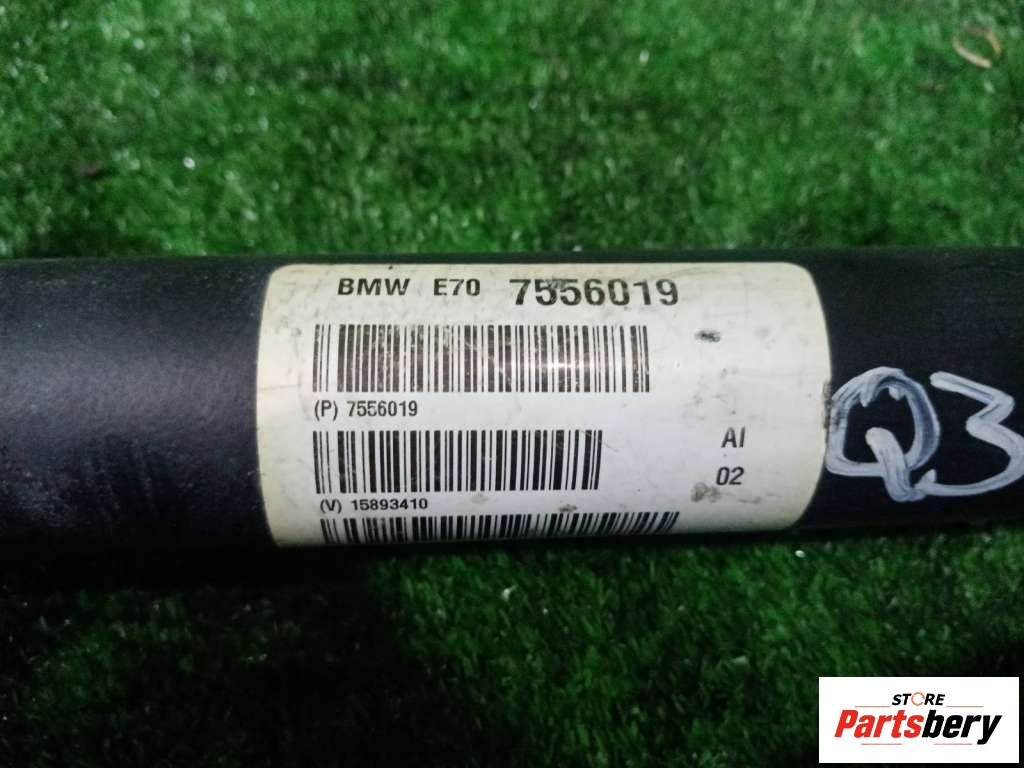 BMW E70 7556019
(P) 7556019
AI
(V) 15893410
02
Q3
STORE
Partsbery